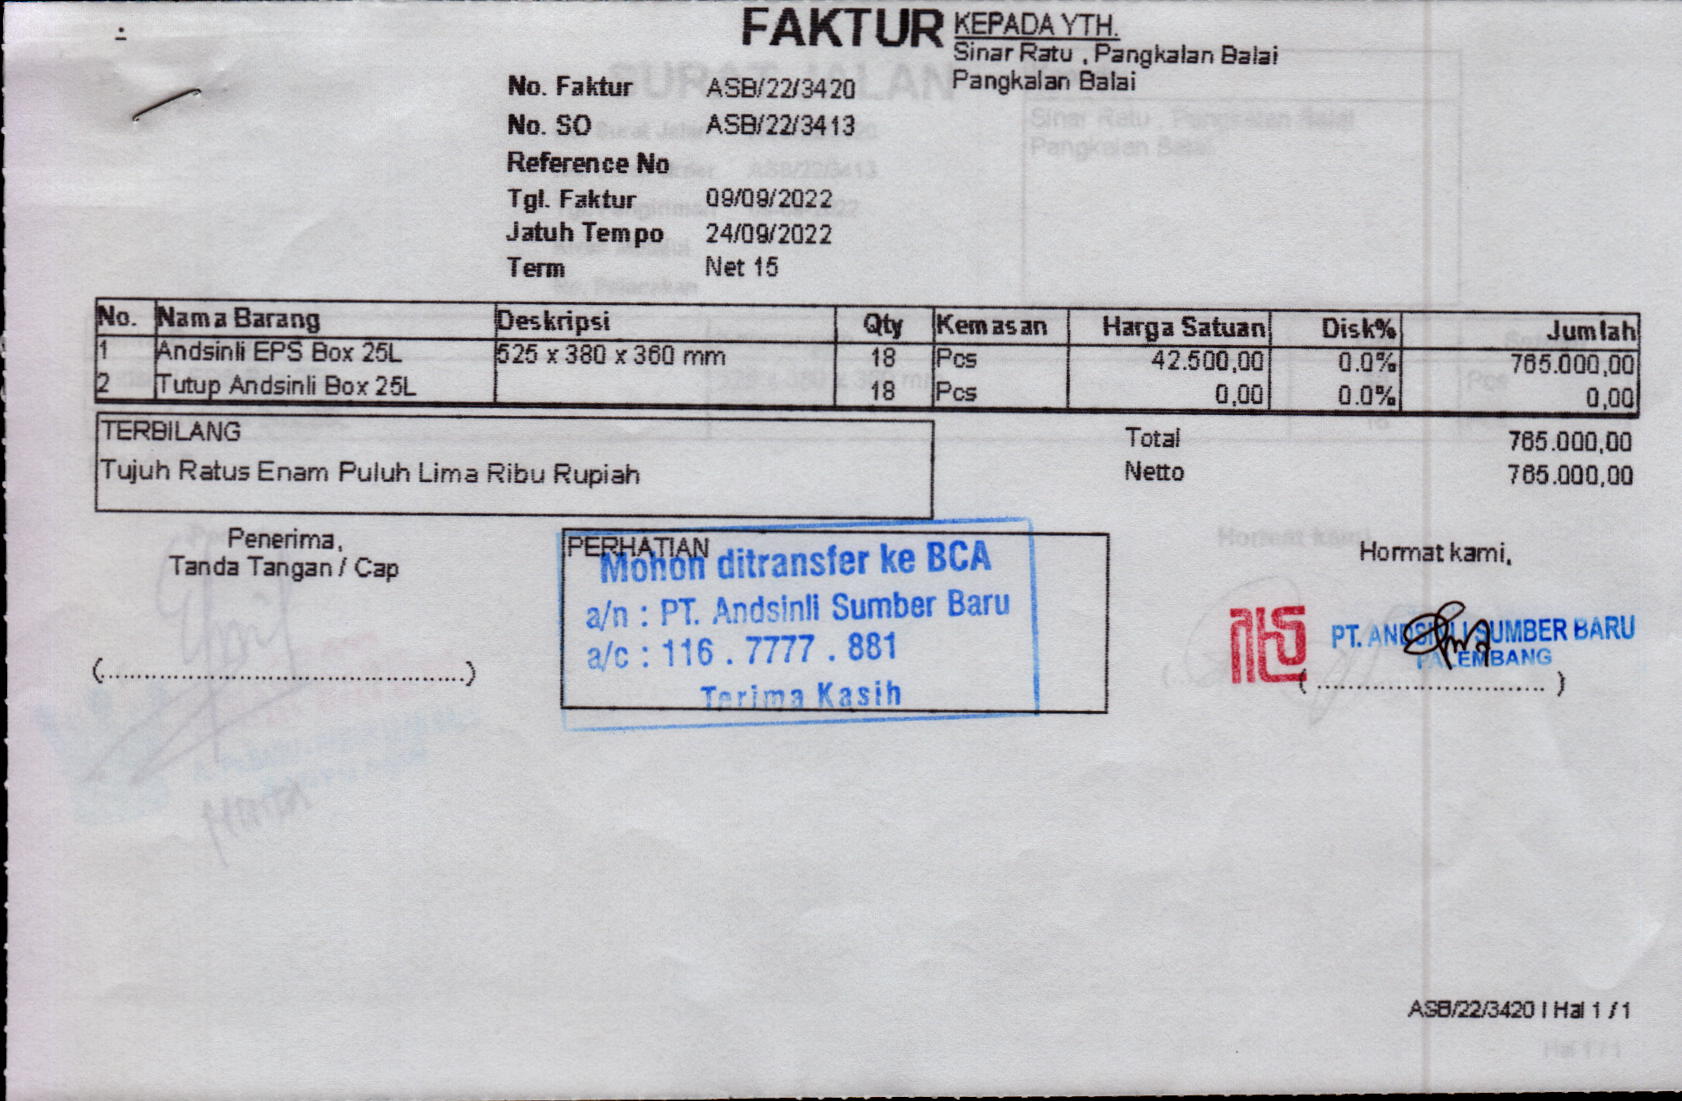 FAKTUR
KEPADA YTH.
Sinar Ratu , Pangkalan Balai
Pangkalan Balai
No. Faktur ASB/22/3420
No. SO ASB/22/3413
Reference No
Tgl. Faktur 09/09/2022
Jatuh Tempo 24/09/2022
Term Net 15
No. Nama Barang Deskripsi Qty Kemasan Harga Satuan Disk% Jumlah
1 Andsinli EPS Box 25L 525 x 380 x 360 mm 18 Pcs 42.500,00 0.0% 765.000,00
2 Tutup Andsinli Box 25L 18 Pcs 0,00 0.0% 0,00
TERBILANG
Tujuh Ratus Enam Puluh Lima Ribu Rupiah
Total 765.000,00
Netto 765.000,00
Penerima,
Tanda Tangan / Cap
(.............................................)
PERHATIAN
Mohon ditransfer ke BCA
a/n : PT. Andsinli Sumber Baru
a/c : 116 . 7777 . 881
Terima Kasih
Hormat kami,
PT. ANDSINLI SUMBER BARU
PALEMBANG
( ............................ )
ASB/22/3420 I Hal 1 / 1